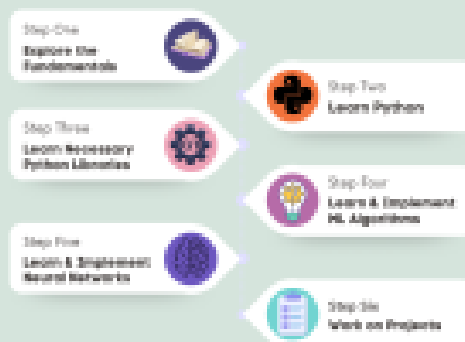 Step One
Explore the
Fundamentals
Step Two
Learn Python
Step Three
Learn Necessary
Python Libraries
Step Four
Learn & Implement
ML Algorithms
Step Five
Learn & Implement
Neural Networks
Step Six
Work on Projects